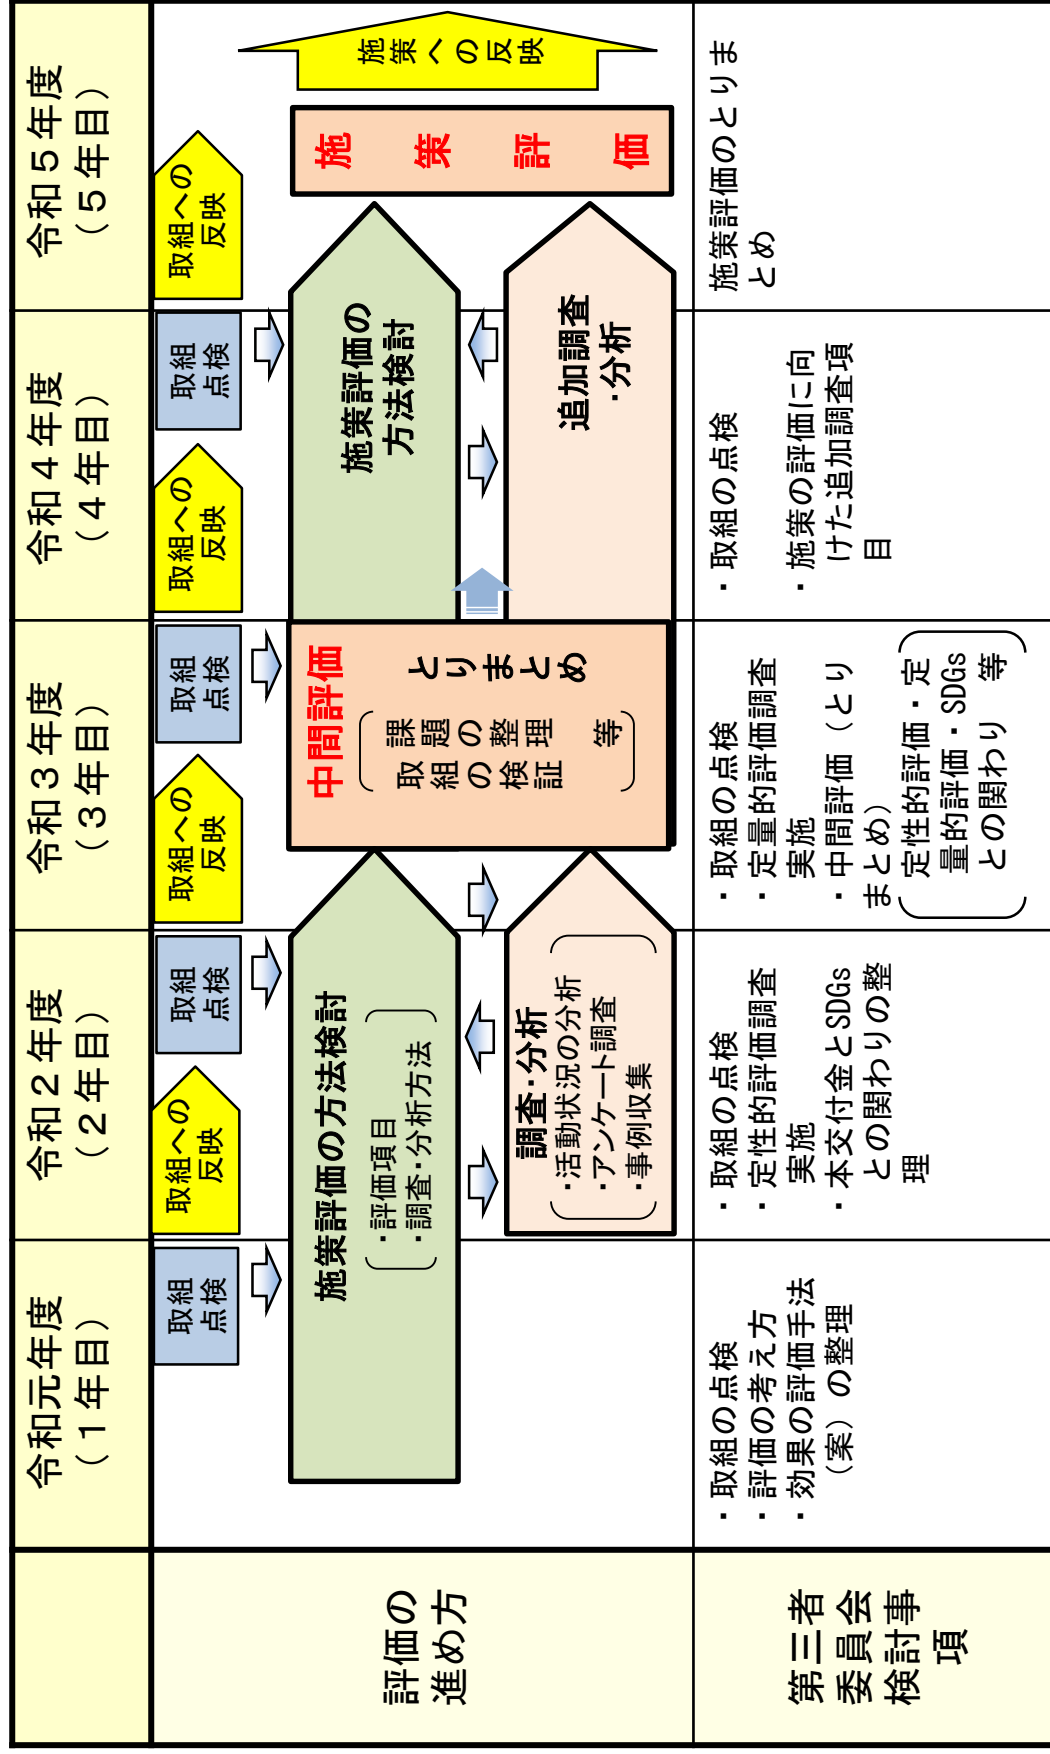 令和元年度
（１年目）
令和２年度
（２年目）
令和３年度
（３年目）
令和４年度
（４年目）
令和５年度
（５年目）
評価の
進め方
取組
点検
取組への
反映
取組
点検
取組への
反映
取組
点検
取組への
反映
取組
点検
取組への
反映
施策評価の方法検討
・評価項目
・調査・分析方法
調査・分析
・活動状況の分析
・アンケート調査
・事例収集
中間評価
とりまとめ
課題の整理
取組の検証
等
施策評価の
方法検討
追加調査
・分析
施策評価
施策への反映
第三者
委員会
検討事
項
・取組の点検
・評価の考え方
・効果の評価手法
（案）の整理
・取組の点検
・定性的評価調査
実施
・本交付金とSDGs
との関わりの整
理
・取組の点検
・定量的評価調査
実施
・中間評価（とり
まとめ）
定性的評価・定
量的評価・SDGs
との関わり 等
・取組の点検
・施策の評価に向
けた追加調査項
目
施策評価のとりま
とめ